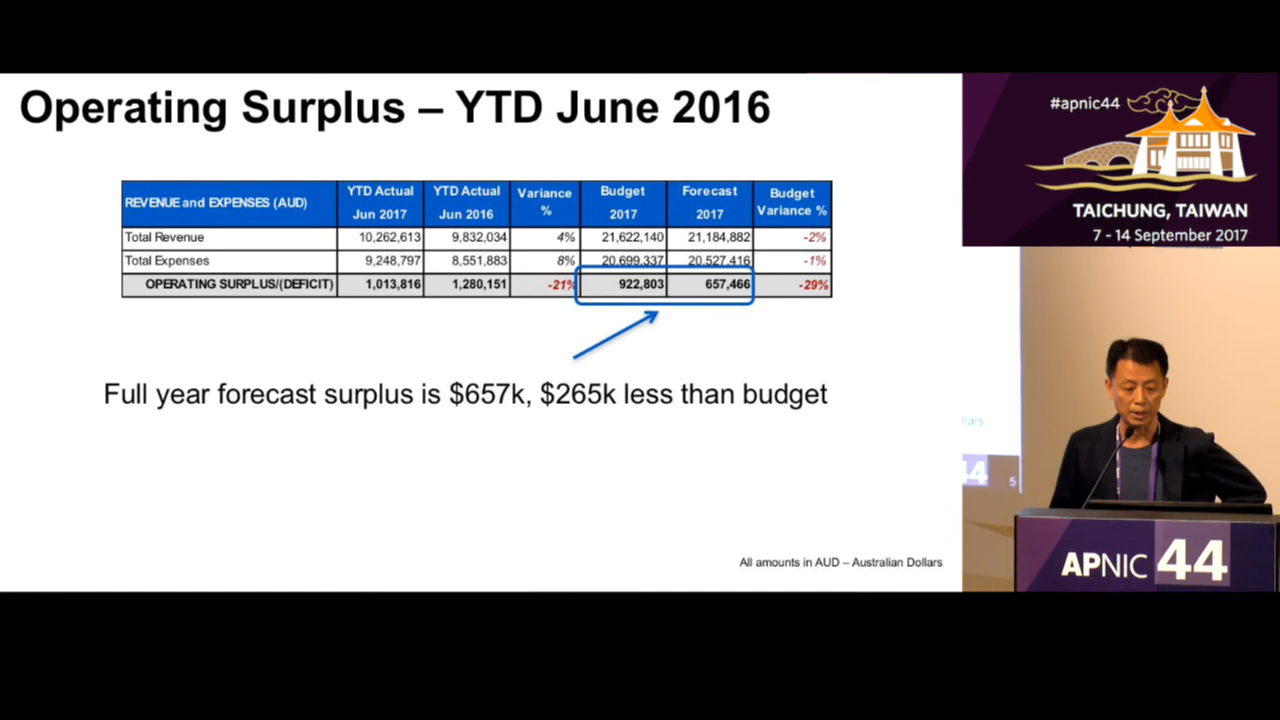 Operating Surplus – YTD June 2016
REVENUE and EXPENSES (AUD) YTD Actual Jun 2017 YTD Actual Jun 2016 Variance % Budget 2017 Forecast 2017 Budget Variance %
Total Revenue 10,262,613 9,832,034 4% 21,622,140 21,184,882 -2%
Total Expenses 9,248,797 8,551,883 8% 20,699,337 20,527,416 -1%
OPERATING SURPLUS/(DEFICIT) 1,013,816 1,280,151 -21% 922,803 657,466 -29%
Full year forecast surplus is $657k, $265k less than budget
All amounts in AUD – Australian Dollars
#apnic44
TAICHUNG, TAIWAN
7 - 14 September 2017
llars
44
5
APNIC 44